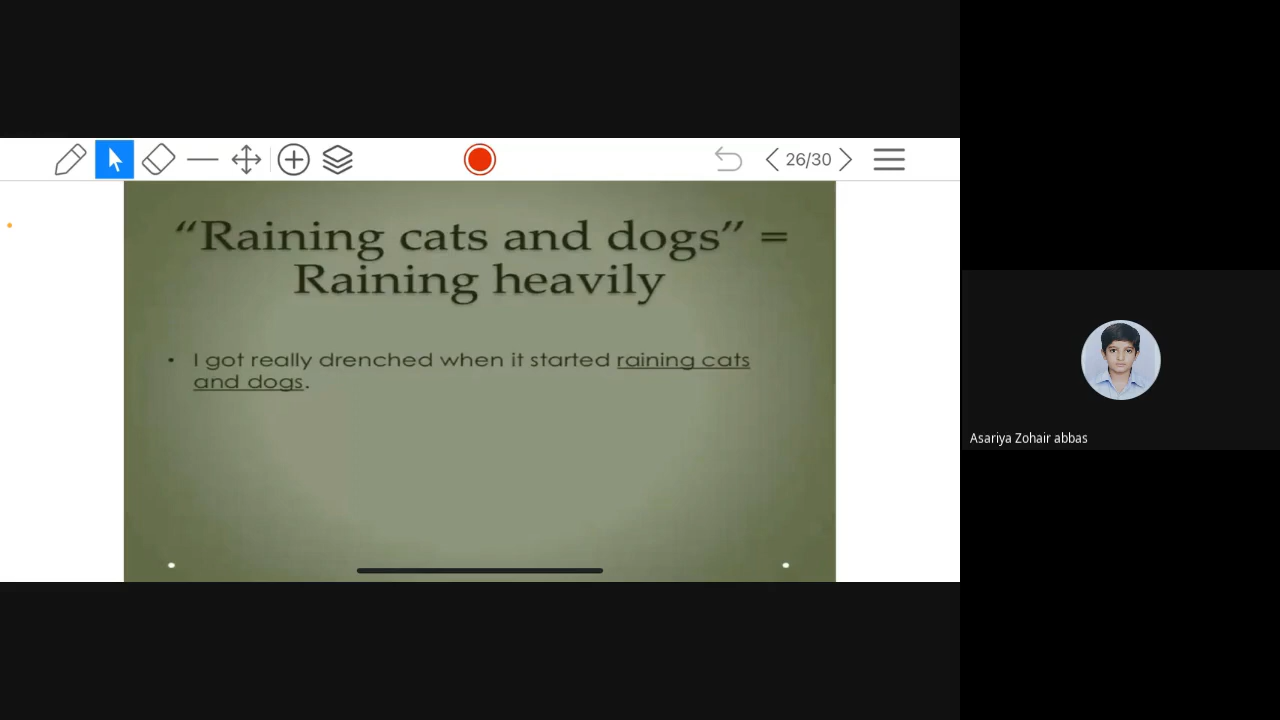 26/30
“Raining cats and dogs” =
Raining heavily
• I got really drenched when it started raining cats
and dogs.
Asariya Zohair abbas